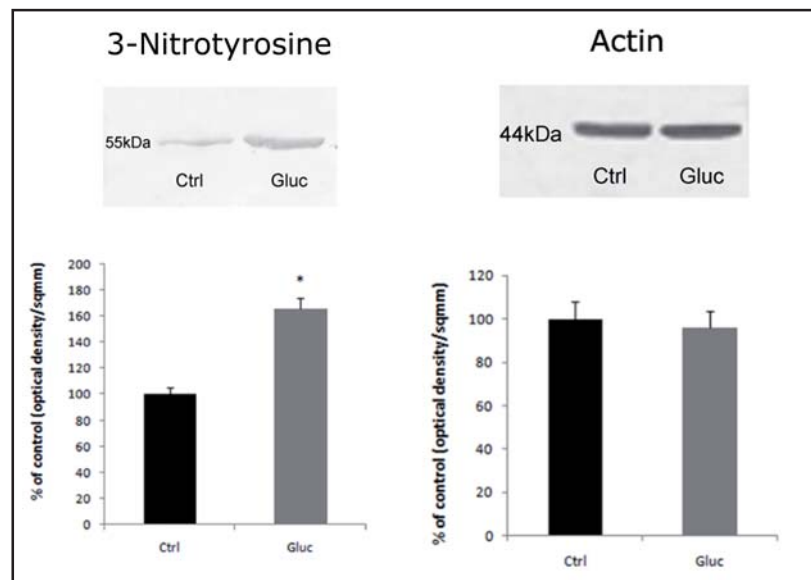 3-Nitrotyrosine
55kDa
Ctrl
Gluc
% of control (optical density/sqmm)
200
180
160
140
120
100
80
60
40
20
0
*
Ctrl
Gluc
Actin
44kDa
Ctrl
Gluc
% of control (optical density/sqmm)
120
100
80
60
40
20
0
Ctrl
Gluc